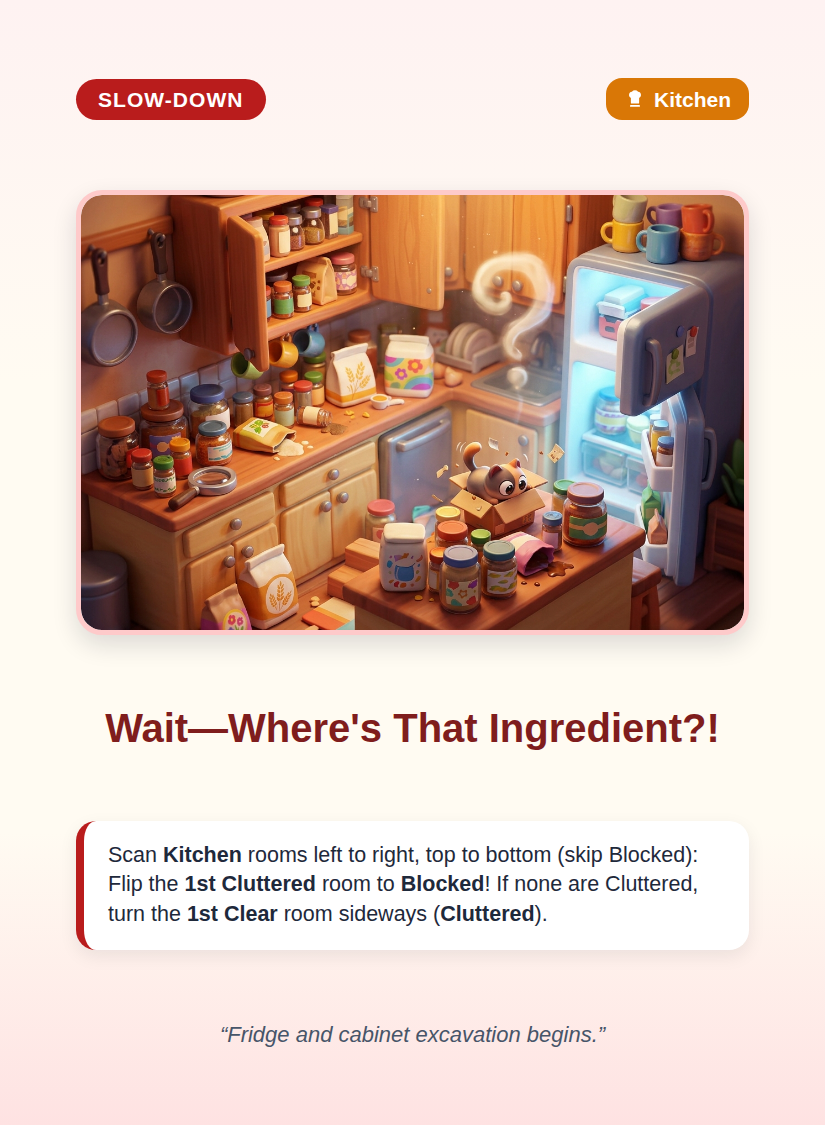 SLOW-DOWN
Kitchen
Wait—Where's That Ingredient?!
Scan Kitchen rooms left to right, top to bottom (skip Blocked):
Flip the 1st Cluttered room to Blocked! If none are Cluttered,
turn the 1st Clear room sideways (Cluttered).
“Fridge and cabinet excavation begins.”